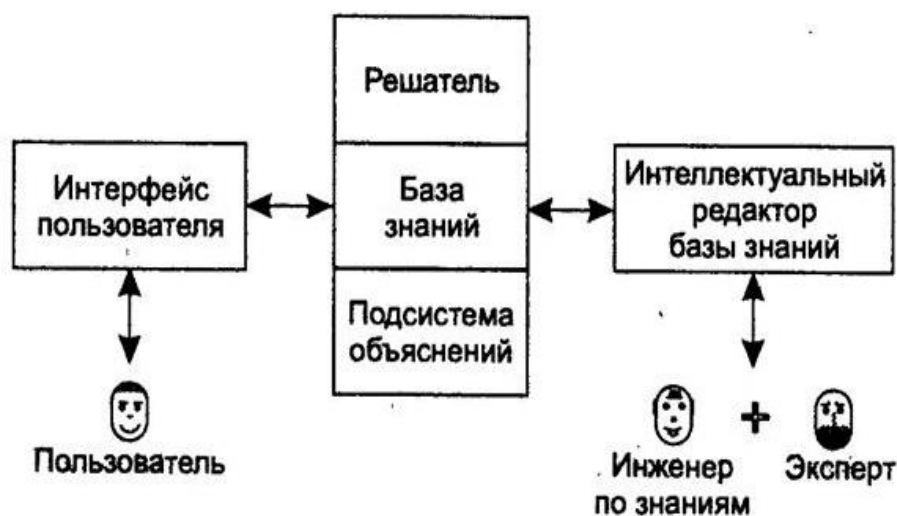 Решатель
Интерфейс
пользователя
База
знаний
Интеллектуальный
редактор
базы знаний
Подсистема
объяснений
Пользователь
Инженер
по знаниям
+
Эксперт